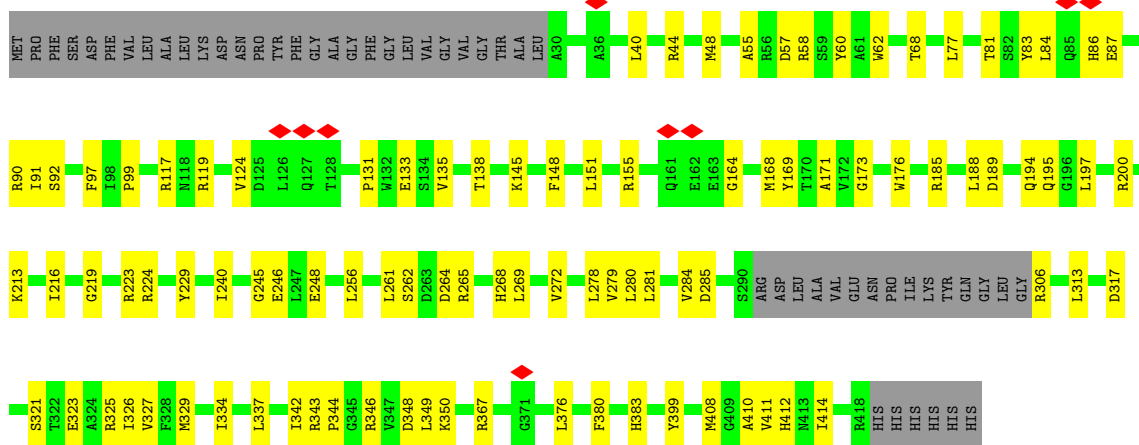 MET PRO PHE SER ASP PHE VAL LEU ALA LEU LYS ASP ASN PRO TYR PHE GLY ALA GLY PHE GLY LEU VAL GLY VAL GLY THR ALA LEU A30 A36 L40 R44 M48 A55 R56 D57 R58 S59 Y60 A61 W62 T68 L77 T81 S82 Y83 L84 Q85 H86 E87
R90 I91 S92 F97 I98 P99 R117 N118 R119 V124 D125 L126 Q127 T128 P131 W132 E133 S134 V135 T138 K145 F148 L151 R155 Q161 E162 E163 G164 M168 Y169 T170 A171 V172 G173 W176 R185 L188 D189 Q194 Q195 G196 L197 R200
K213 I216 G219 R223 R224 Y229 I240 G245 E246 L247 E248 L256 L261 S262 D263 D264 R265 H268 L269 V272 L278 V279 L280 L281 V284 D285 S290 ARG ASP LEU ALA VAL GLU ASN PRO ILE LYS TYR GLN GLY LEU GLY R306 L313 D317
S321 T322 E323 A324 R325 I326 V327 F328 M329 I334 L337 I342 R343 P344 G345 R346 V347 D348 L349 K350 R367 G371 L376 F380 H383 Y399 M408 G409 A410 V411 H412 N413 I414 R418 HIS HIS HIS HIS HIS HIS